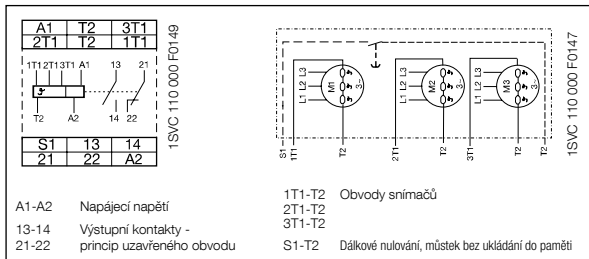 A1 T2 3T1
2T1 T2 1T1
1T1 2T1 3T1 A1 13 21
T2 A2 14 22
S1 13 14
21 22 A2
1SVC 110 000 F0149
L1 L2 L3 M1 3~
L1 L2 L3 M2 3~
L1 L2 L3 M3 3~
S1 1T1 T2 2T1 T2 3T1 T2 T2
1SVC 110 000 F0147
A1-A2 Napájecí napětí
13-14 Výstupní kontakty -
21-22 princip uzavřeného obvodu
1T1-T2 Obvody snímačů
2T1-T2
3T1-T2
S1-T2 Dálkové nulování, můstek bez ukládání do paměti